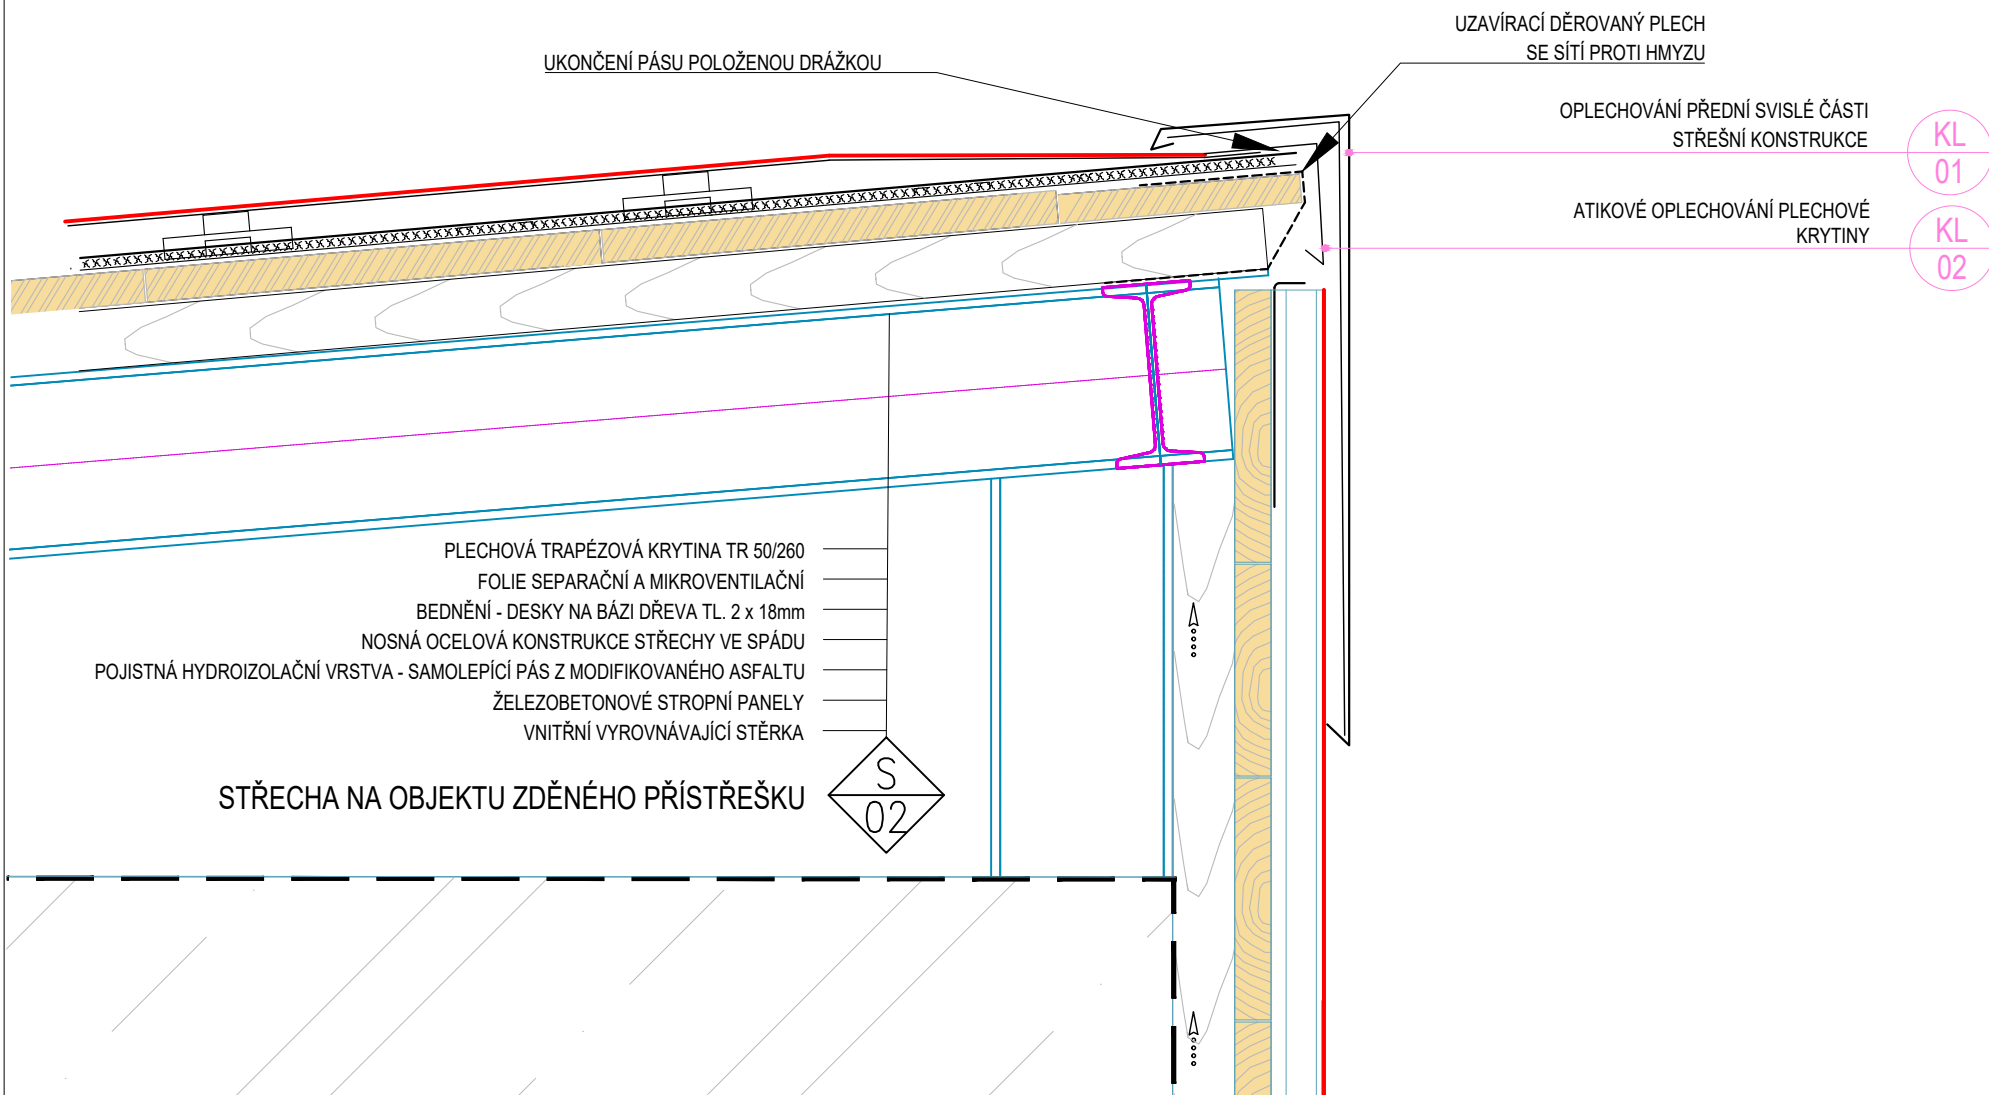 UZAVÍRACÍ DĚROVANÝ PLECH
SE SÍTÍ PROTI HMYZU
UKONČENÍ PÁSU POLOŽENOU DRÁŽKOU
OPLECHOVÁNÍ PŘEDNÍ SVISLÉ ČÁSTI
STŘEŠNÍ KONSTRUKCE
KL
01
ATIKOVÉ OPLECHOVÁNÍ PLECHOVÉ
KRYTINY
KL
02
PLECHOVÁ TRAPÉZOVÁ KRYTINA TR 50/260
FOLIE SEPARAČNÍ A MIKROVENTILAČNÍ
BEDNĚNÍ - DESKY NA BÁZI DŘEVA TL. 2 x 18mm
NOSNÁ OCELOVÁ KONSTRUKCE STŘECHY VE SPÁDU
POJISTNÁ HYDROIZOLAČNÍ VRSTVA - SAMOLEPÍCÍ PÁS Z MODIFIKOVANÉHO ASFALTU
ŽELEZOBETONOVÉ STROPNÍ PANELY
VNITŘNÍ VYROVNÁVAJÍCÍ STĚRKA
STŘECHA NA OBJEKTU ZDĚNÉHO PŘÍSTŘEŠKU
S
02